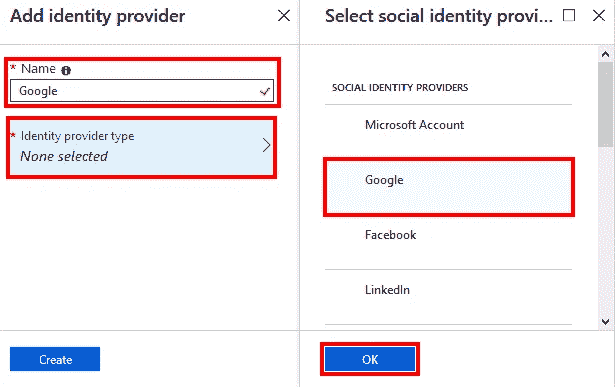 Add identity provider
* Name
Google
* Identity provider type
None selected
Create
Select social identity provi...
SOCIAL IDENTITY PROVIDERS
Microsoft Account
Google
Facebook
LinkedIn
OK